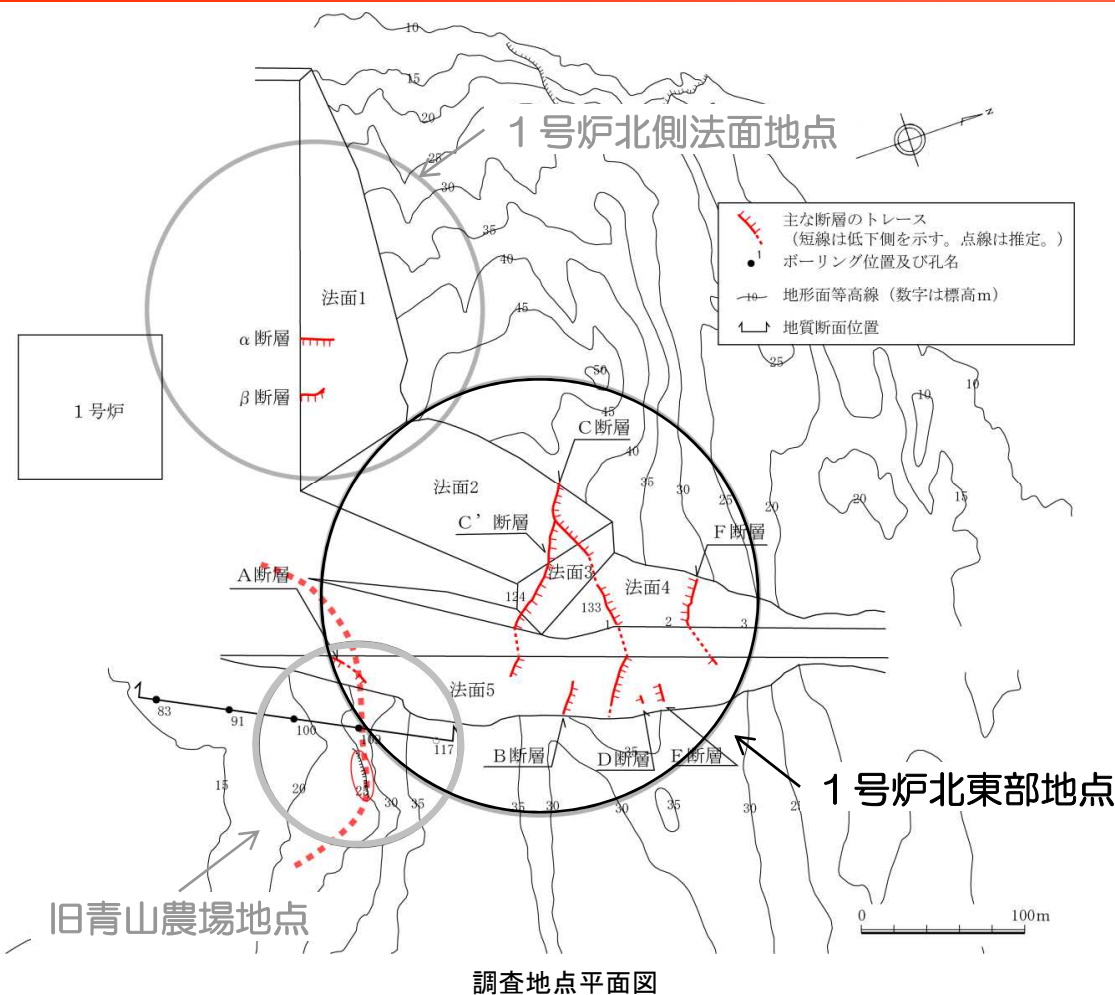 10
15
20
1号炉北側法面地点
25
30
35
40
45
50
45
40
35
30
25
20
N
主な断層のトレース
（短線は低下側を示す。点線は推定。）
1
ボーリング位置及び孔名
10
地形面等高線（数字は標高m）
地質断面位置
25
10
10
20
15
法面1
α断層
β断層
1号炉
C断層
法面2
C’断層
F断層
A断層
法面3
法面4
124
133
1
2
3
法面5
83
91
100
109
117
B断層
D断層
E断層
35
15
20
25
30
35
35
30
30
35
30
1号炉北東部地点
旧青山農場地点
0
100m
調査地点平面図